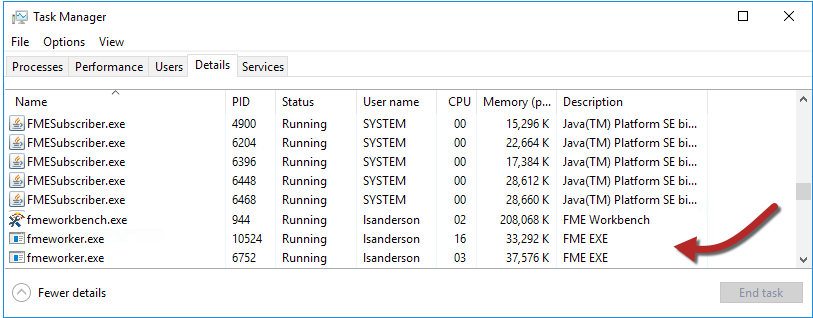 Task Manager
File Options View
Processes Performance Users Details Services
Name PID Status User name CPU Memory (p... Description
FMESubscriber.exe 4900 Running SYSTEM 00 15,296 K Java(TM) Platform SE bi...
FMESubscriber.exe 6204 Running SYSTEM 00 22,664 K Java(TM) Platform SE bi...
FMESubscriber.exe 6396 Running SYSTEM 00 17,384 K Java(TM) Platform SE bi...
FMESubscriber.exe 6448 Running SYSTEM 00 28,612 K Java(TM) Platform SE bi...
FMESubscriber.exe 6468 Running SYSTEM 00 28,660 K Java(TM) Platform SE bi...
fmeworkbench.exe 944 Running lsanderson 02 208,068 K FME Workbench
fmeworker.exe 10524 Running lsanderson 16 33,292 K FME EXE
fmeworker.exe 6752 Running lsanderson 03 37,576 K FME EXE
Fewer details End task